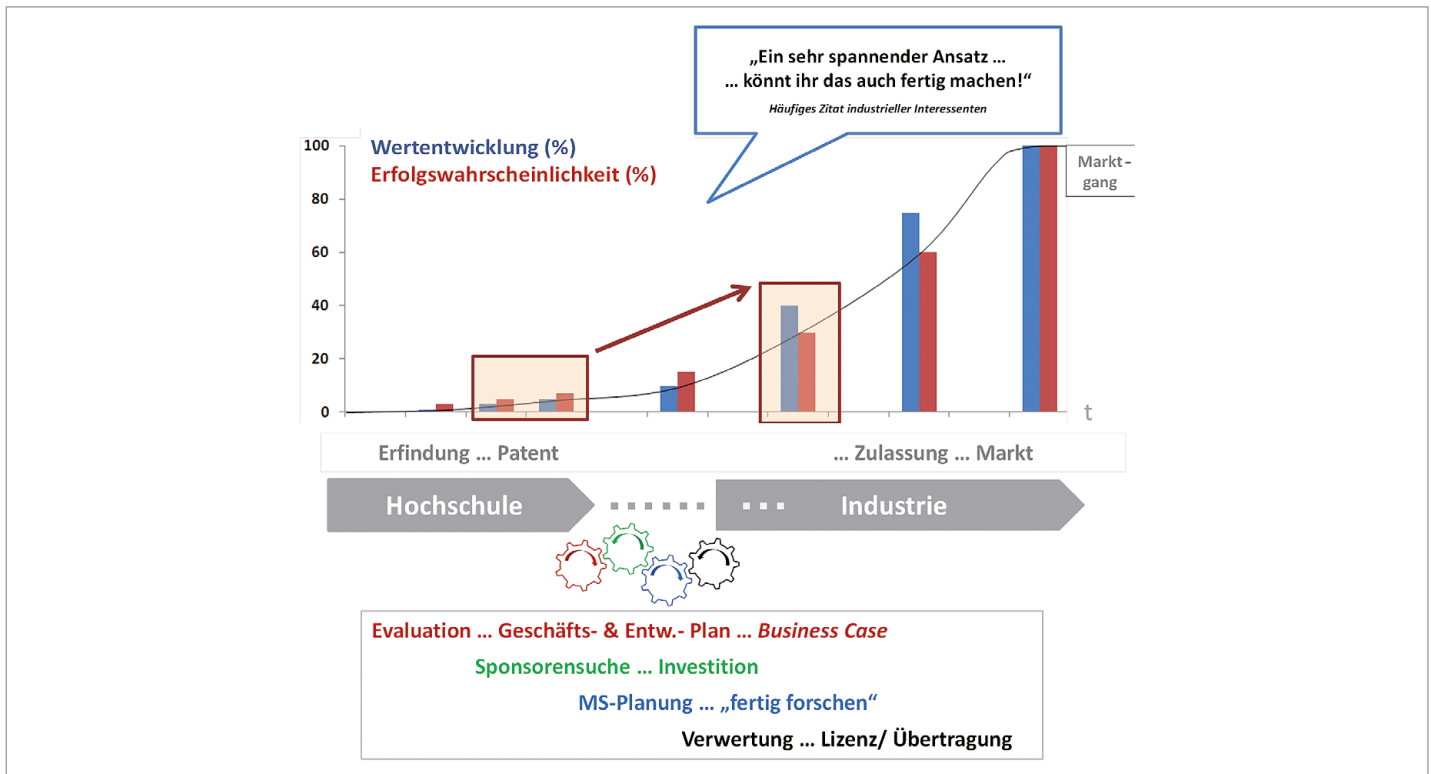 „Ein sehr spannender Ansatz ...
... könnt ihr das auch fertig machen!“
Häufiges Zitat industrieller Interessenten
Wertentwicklung (%)
Erfolgswahrscheinlichkeit (%)
100
80
60
40
20
0
Markt-
gang
t
Erfindung ... Patent
... Zulassung ... Markt
Hochschule
Industrie
Evaluation ... Geschäfts- & Entw.- Plan ... Business Case
Sponsorensuche ... Investition
MS-Planung ... „fertig forschen“
Verwertung ... Lizenz/ Übertragung